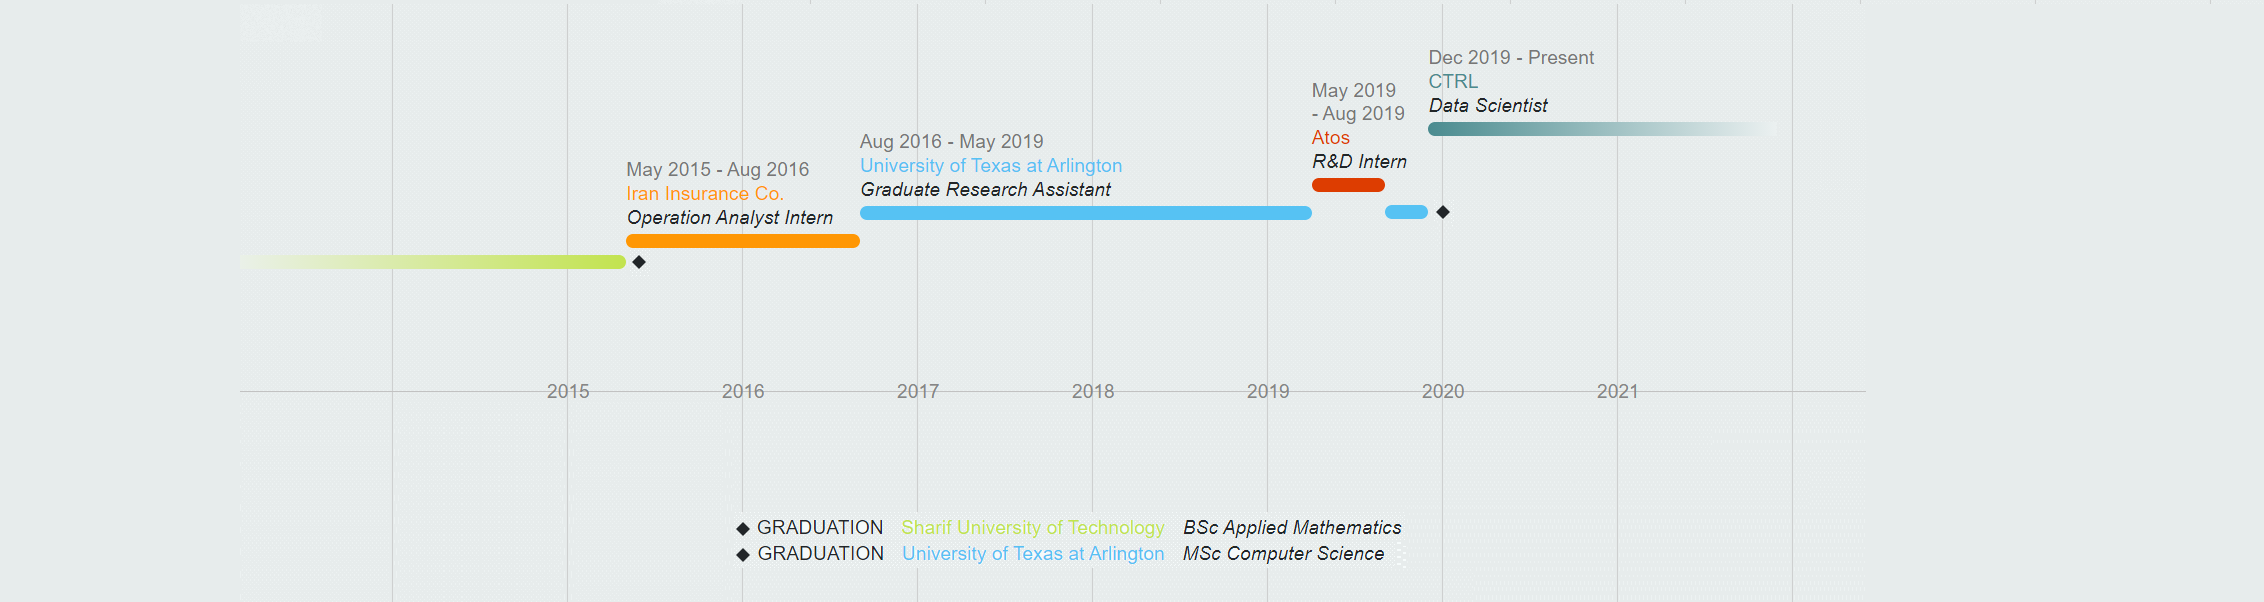 Dec 2019 - Present
CTRL
Data Scientist
May 2019
- Aug 2019
Atos
R&D Intern
Aug 2016 - May 2019
University of Texas at Arlington
Graduate Research Assistant
May 2015 - Aug 2016
Iran Insurance Co.
Operation Analyst Intern
2015 2016 2017 2018 2019 2020 2021
GRADUATION Sharif University of Technology BSc Applied Mathematics
GRADUATION University of Texas at Arlington MSc Computer Science